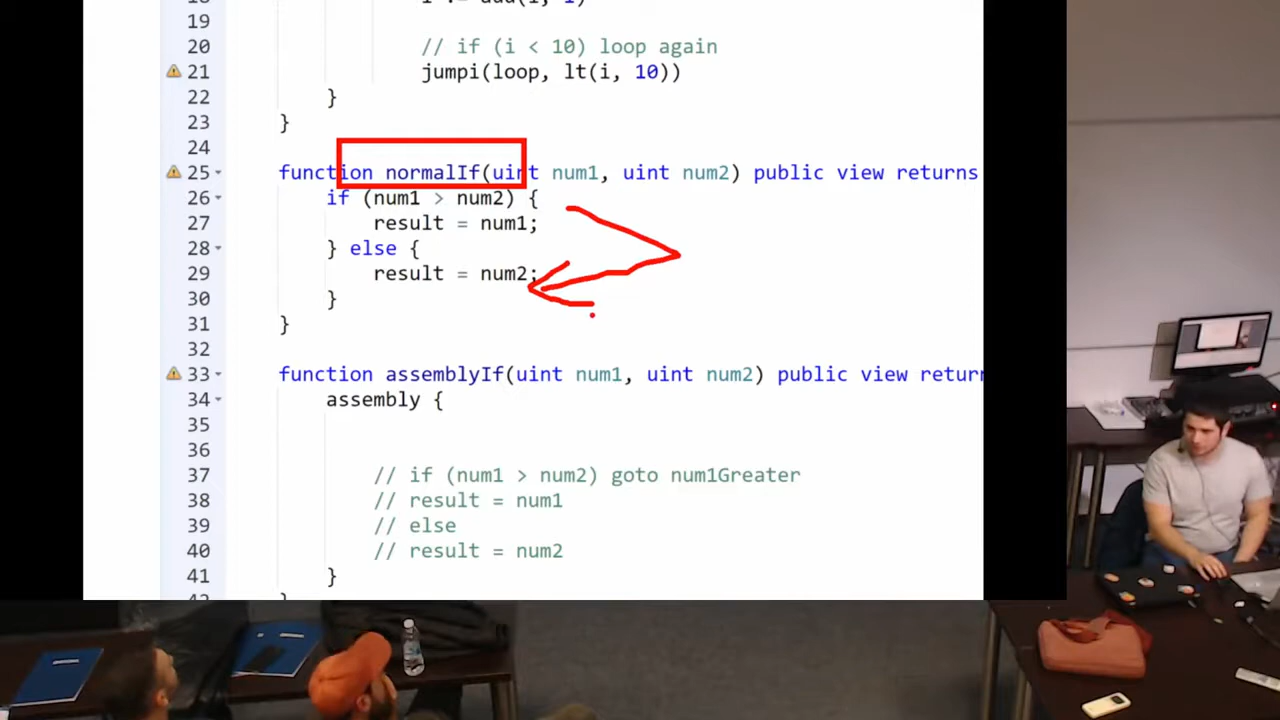 19
20 // if (i < 10) loop again
21 jumpi(loop, lt(i, 10))
22 }
23 }
24
25 function normalIf(uint num1, uint num2) public view returns
26 if (num1 > num2) {
27 result = num1;
28 } else {
29 result = num2;
30 }
31 }
32
33 function assemblyIf(uint num1, uint num2) public view return
34 assembly {
35
36
37 // if (num1 > num2) goto num1Greater
38 // result = num1
39 // else
40 // result = num2
41 }